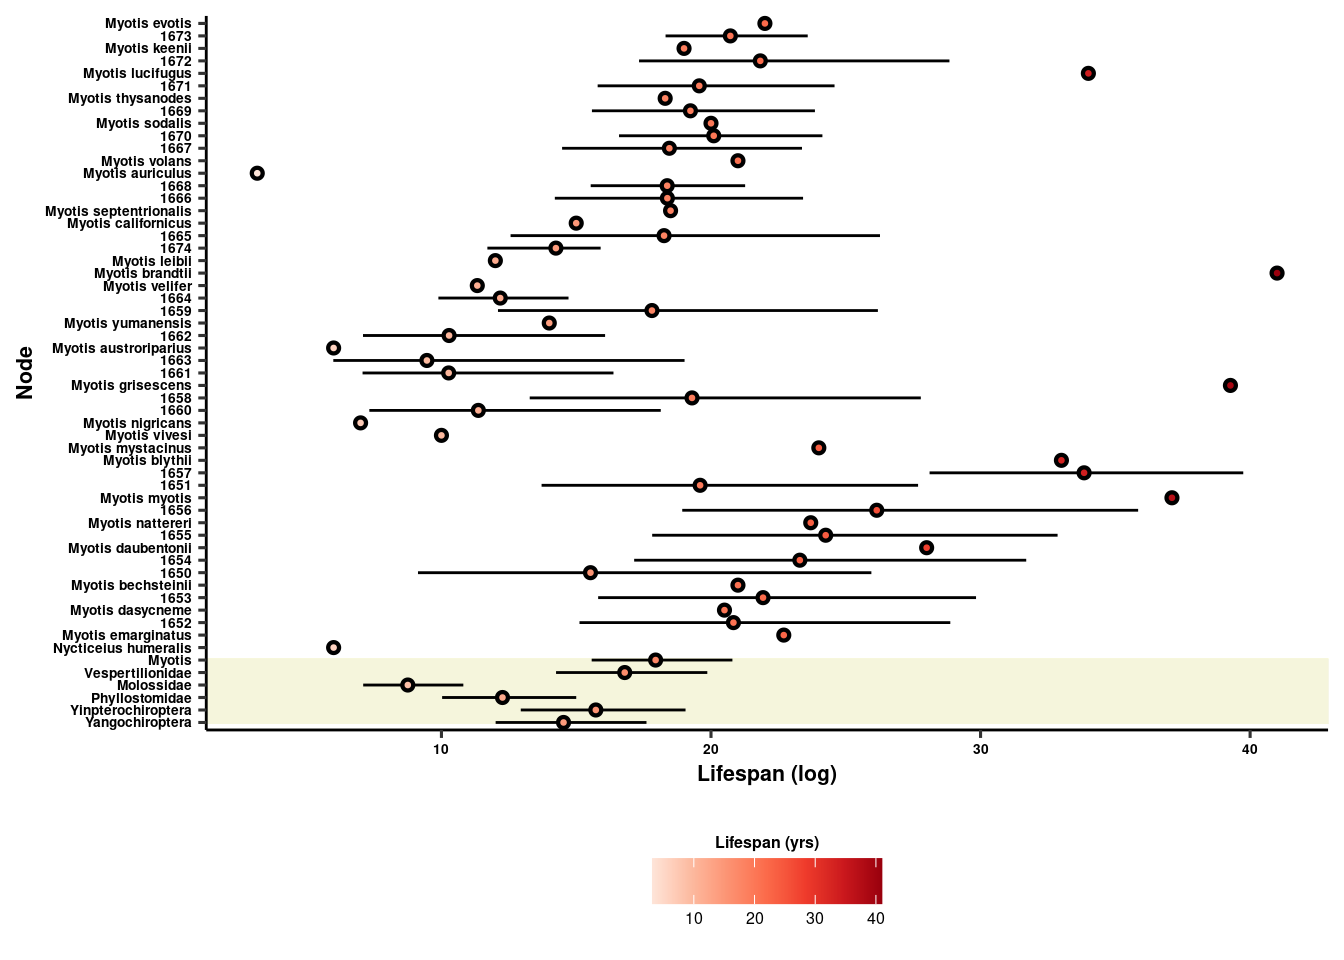 Myotis evotis
1673
Myotis keenii
1672
Myotis lucifugus
1671
Myotis thysanodes
1669
Myotis sodalis
1670
1667
Myotis volans
Myotis auriculus
1668
1666
Myotis septentrionalis
Myotis californicus
1665
1674
Myotis leibii
Myotis brandtii
Myotis velifer
1664
1659
Myotis yumanensis
1662
Myotis austroriparius
1663
1661
Myotis grisescens
1658
1660
Myotis nigricans
Myotis vivesi
Myotis mystacinus
Myotis blythii
1657
1651
Myotis myotis
1656
Myotis nattereri
1655
Myotis daubentonii
1654
1650
Myotis bechsteinii
1653
Myotis dasycneme
1652
Myotis emarginatus
Nycticeius humeralis
Myotis
Vespertilionidae
Molossidae
Phyllostomidae
Yinpterochiroptera
Yangochiroptera
Node
10 20 30 40
Lifespan (log)
Lifespan (yrs)
10 20 30 40